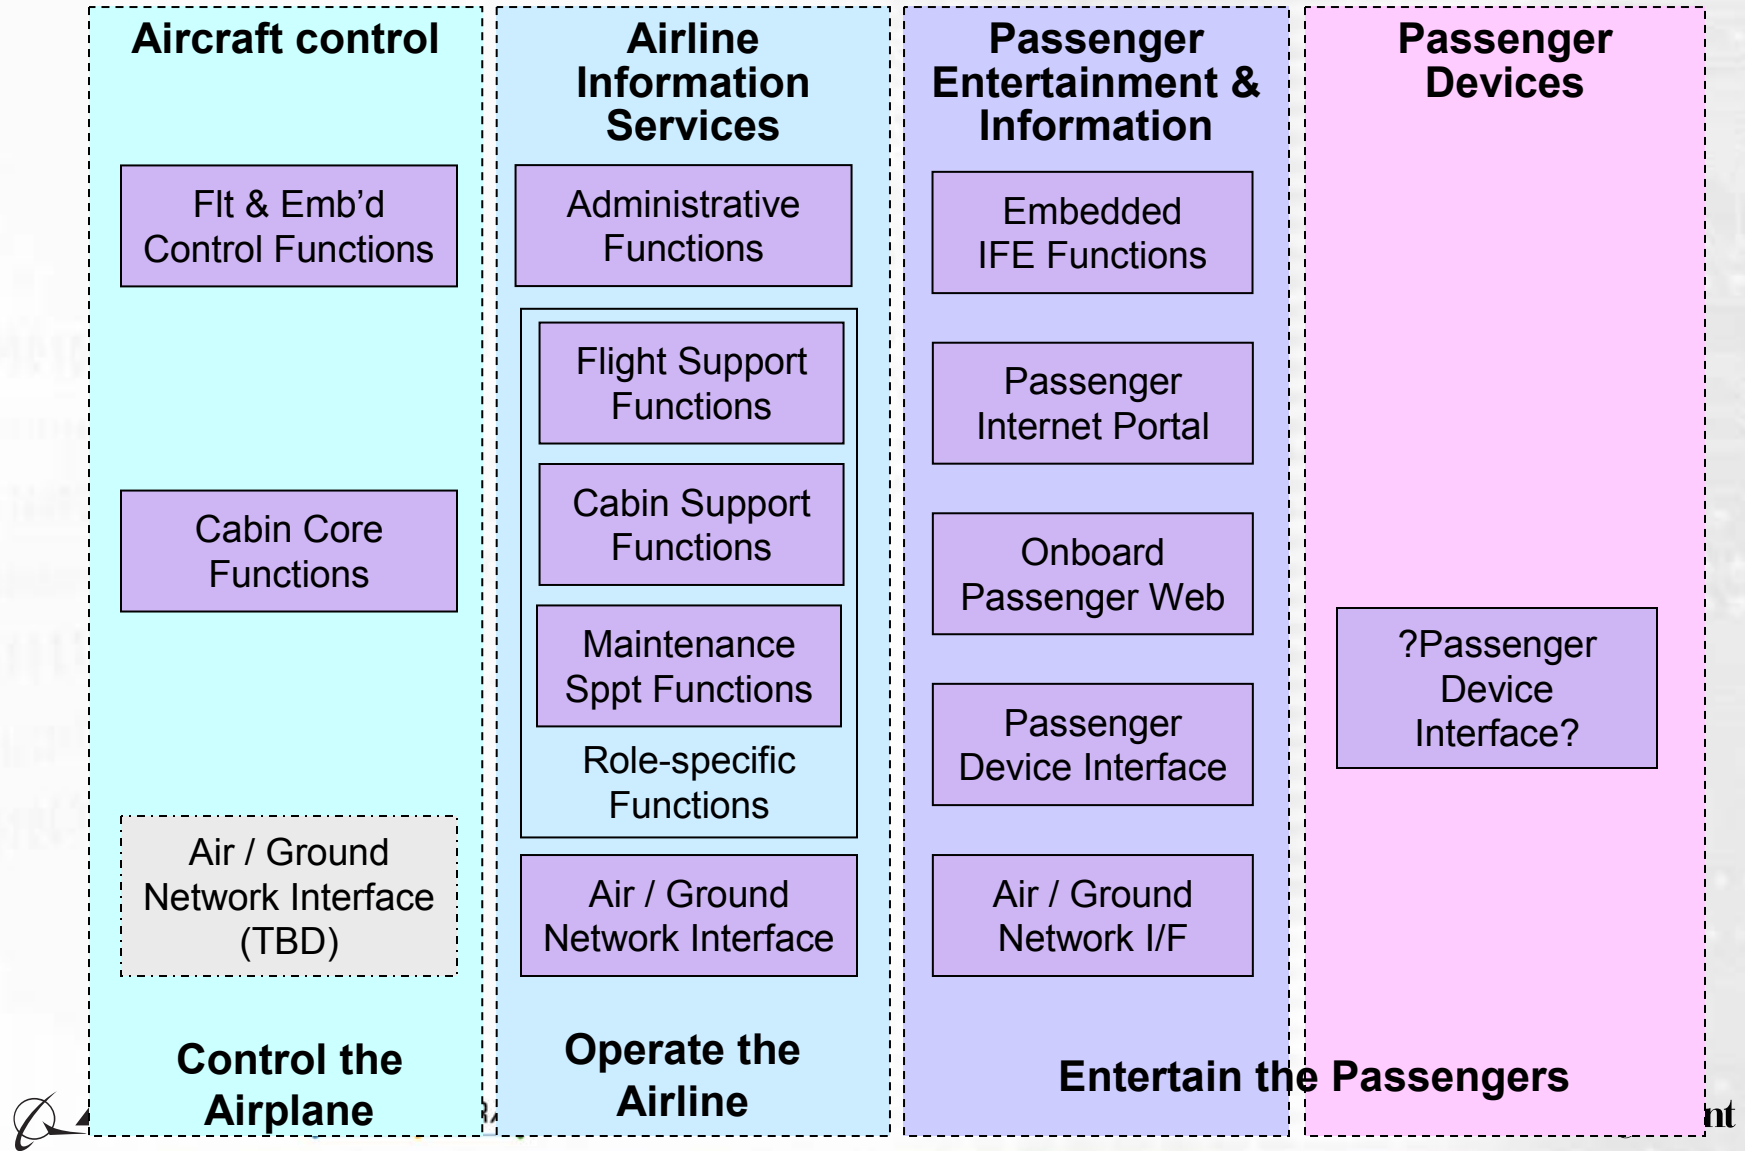 Aircraft control
Flt & Emb’d
Control Functions
Cabin Core
Functions
Air / Ground
Network Interface
(TBD)
Control the
Airplane
Airline
Information
Services
Administrative
Functions
Flight Support
Functions
Cabin Support
Functions
Maintenance
Sppt Functions
Role-specific
Functions
Air / Ground
Network Interface
Operate the
Airline
Passenger
Entertainment &
Information
Embedded
IFE Functions
Passenger
Internet Portal
Onboard
Passenger Web
Passenger
Device Interface
Air / Ground
Network I/F
Passenger
Devices
?Passenger
Device
Interface?
Entertain the Passengers